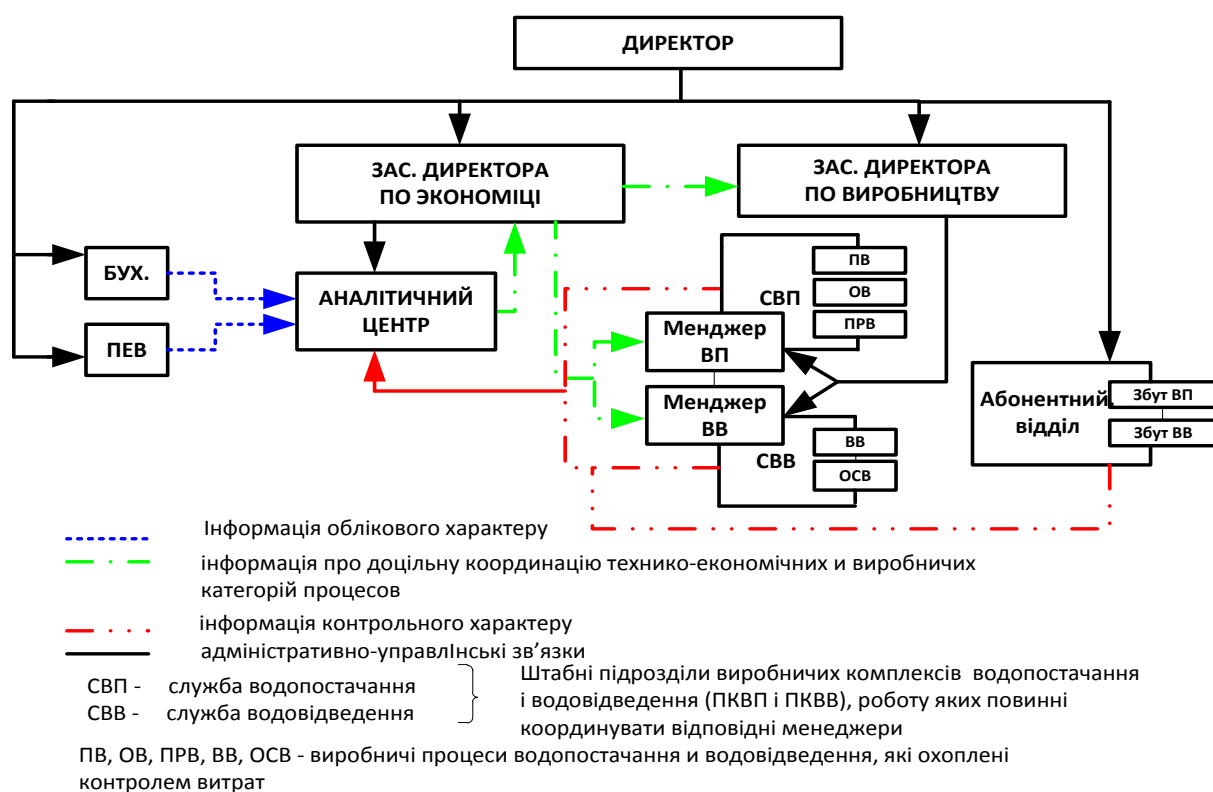 ДИРЕКТОР
ЗАС. ДИРЕКТОРА
ПО ЭКОНОМІЦІ
ЗАС. ДИРЕКТОРА
ПО ВИРОБНИЦТВУ
БУХ.
ПЕВ
АНАЛІТИЧНИЙ
ЦЕНТР
СВП
ПВ
ОВ
ПРВ
Менджер
ВП
Менджер
ВВ
СВВ
ВВ
ОСВ
Абонентний
відділ
Збут ВП
Збут ВВ
Інформація облікового характеру
інформація про доцільну координацію технико-економічних и виробничих
категорій процесов
інформація контрольного характеру
адміністративно-управлІнські зв’язки
СВП - служба водопостачання
СВВ - служба водовідведення
Штабні підрозділи виробничих комплексів водопостачання
і водовідведення (ПКВП і ПКВВ), роботу яких повинні
координувати відповідні менеджери
ПВ, ОВ, ПРВ, ВВ, ОСВ - виробничі процеси водопостачання и водовідведення, які охоплені
контролем витрат